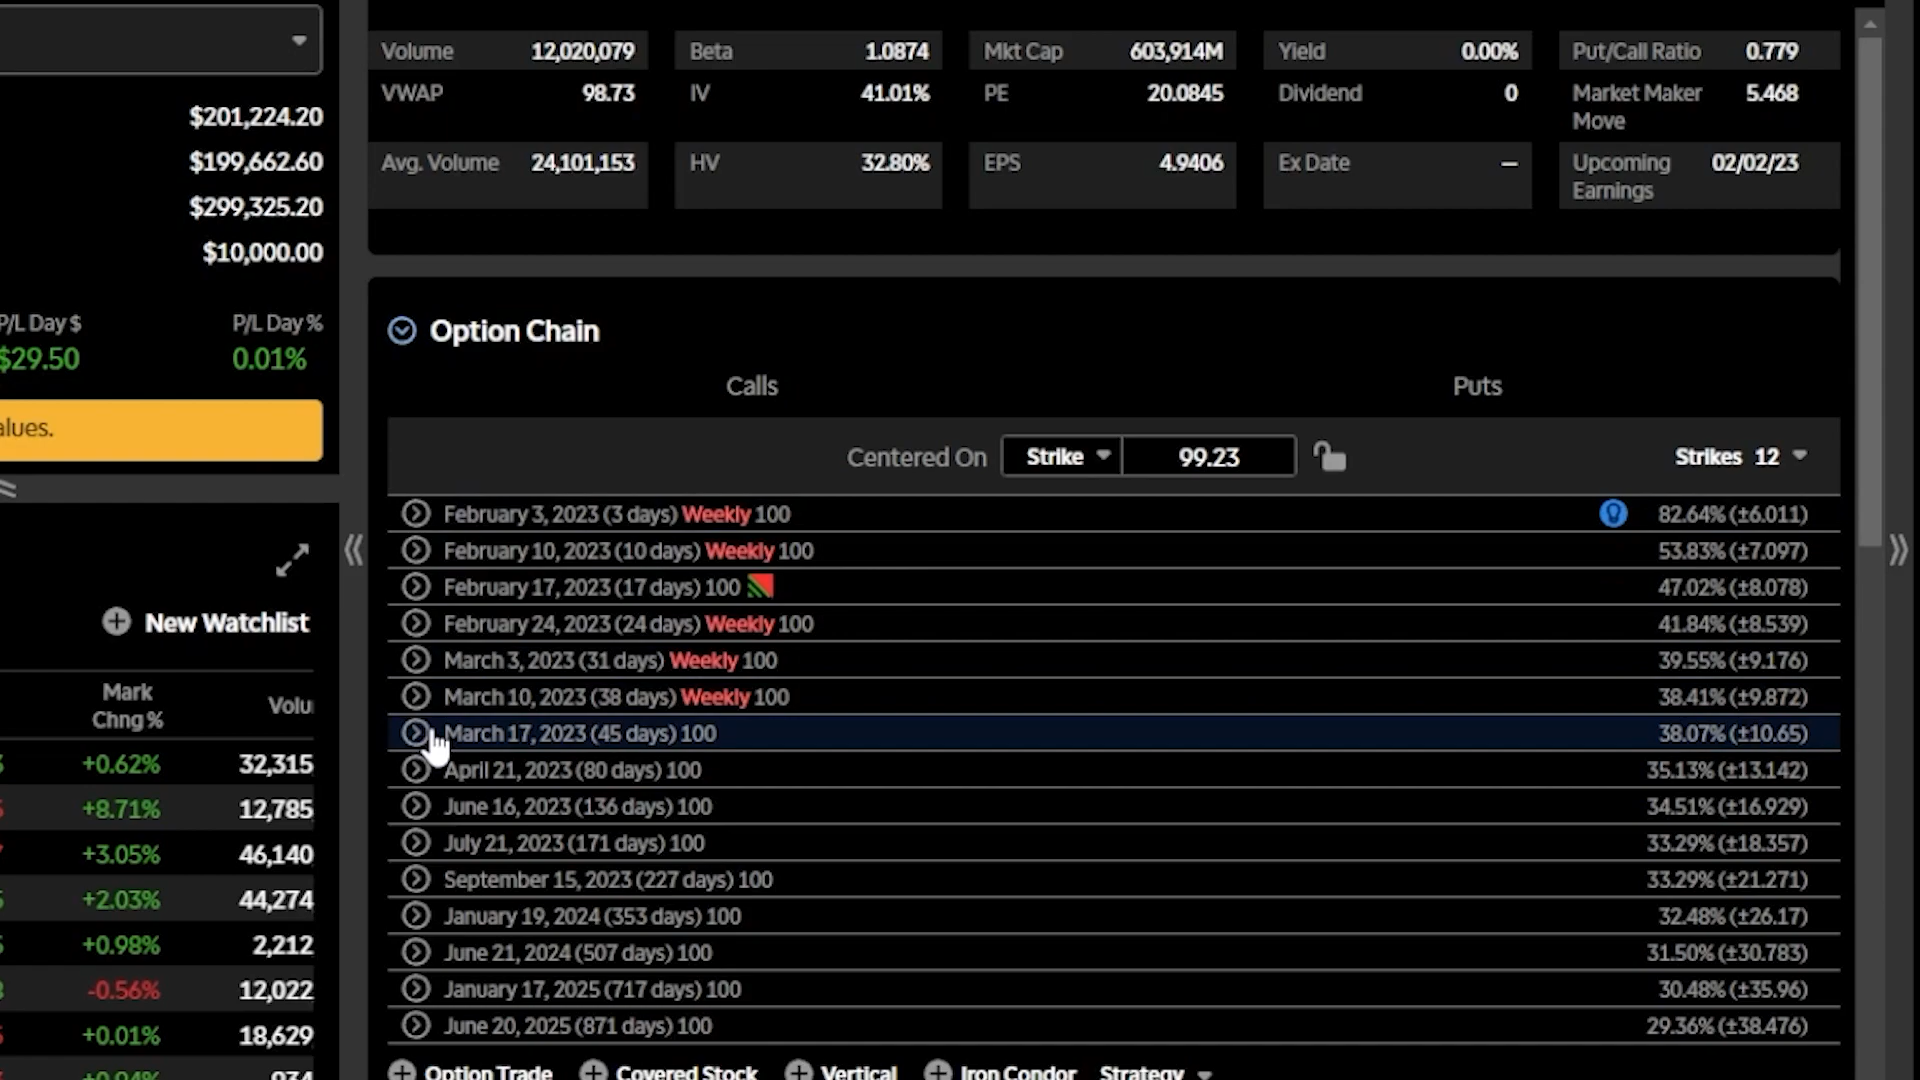 $201,224.20
$199,662.60
$299,325.20
$10,000.00
P/L Day $ P/L Day %
$29.50 0.01%
alues.
New Watchlist
Mark
Chng % Volu
+0.62% 32,315
+8.71% 12,785
+3.05% 46,140
+2.03% 44,274
+0.98% 2,212
-0.56% 12,022
+0.01% 18,629
+0.94% 934
Volume 12,020,079 Beta 1.0874 Mkt Cap 603,914M Yield 0.00% Put/Call Ratio 0.779
VWAP 98.73 IV 41.01% PE 20.0845 Dividend 0 Market Maker 5.468
Move
Avg. Volume 24,101,153 HV 32.80% EPS 4.9406 Ex Date — Upcoming 02/02/23
Earnings
Option Chain
Calls Puts
Centered On Strike 99.23 Strikes 12
February 3, 2023 (3 days) Weekly 100 82.64% (±6.011)
February 10, 2023 (10 days) Weekly 100 53.83% (±7.097)
February 17, 2023 (17 days) 100 47.02% (±8.078)
February 24, 2023 (24 days) Weekly 100 41.84% (±8.539)
March 3, 2023 (31 days) Weekly 100 39.55% (±9.176)
March 10, 2023 (38 days) Weekly 100 38.41% (±9.872)
March 17, 2023 (45 days) 100 38.07% (±10.65)
April 21, 2023 (80 days) 100 35.13% (±13.142)
June 16, 2023 (136 days) 100 34.51% (±16.929)
July 21, 2023 (171 days) 100 33.29% (±18.357)
September 15, 2023 (227 days) 100 33.29% (±21.271)
January 19, 2024 (353 days) 100 32.48% (±26.17)
June 21, 2024 (507 days) 100 31.50% (±30.783)
January 17, 2025 (717 days) 100 30.48% (±35.96)
June 20, 2025 (871 days) 100 29.36% (±38.476)
Option Trade Covered Stock Vertical Iron Condor Strategy